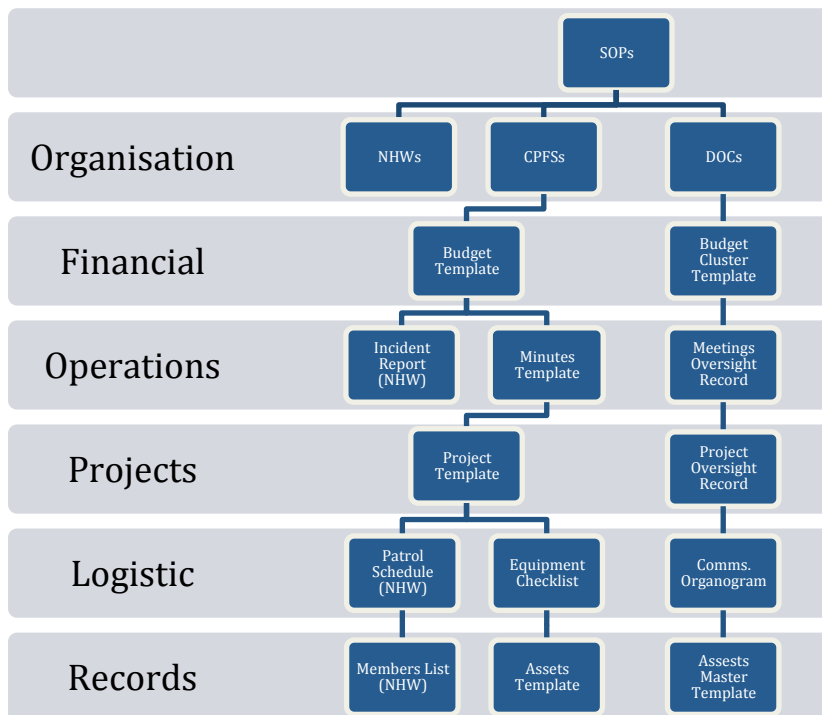 SOPs
Organisation
NHWs
CPFSs
DOCs
Financial
Budget
Template
Budget
Cluster
Template
Operations
Incident
Report
(NHW)
Minutes
Template
Meetings
Oversight
Record
Projects
Project
Template
Project
Oversight
Record
Logistic
Patrol
Schedule
(NHW)
Equipment
Checklist
Comms.
Organogram
Records
Members List
(NHW)
Assets
Template
Assests
Master
Template